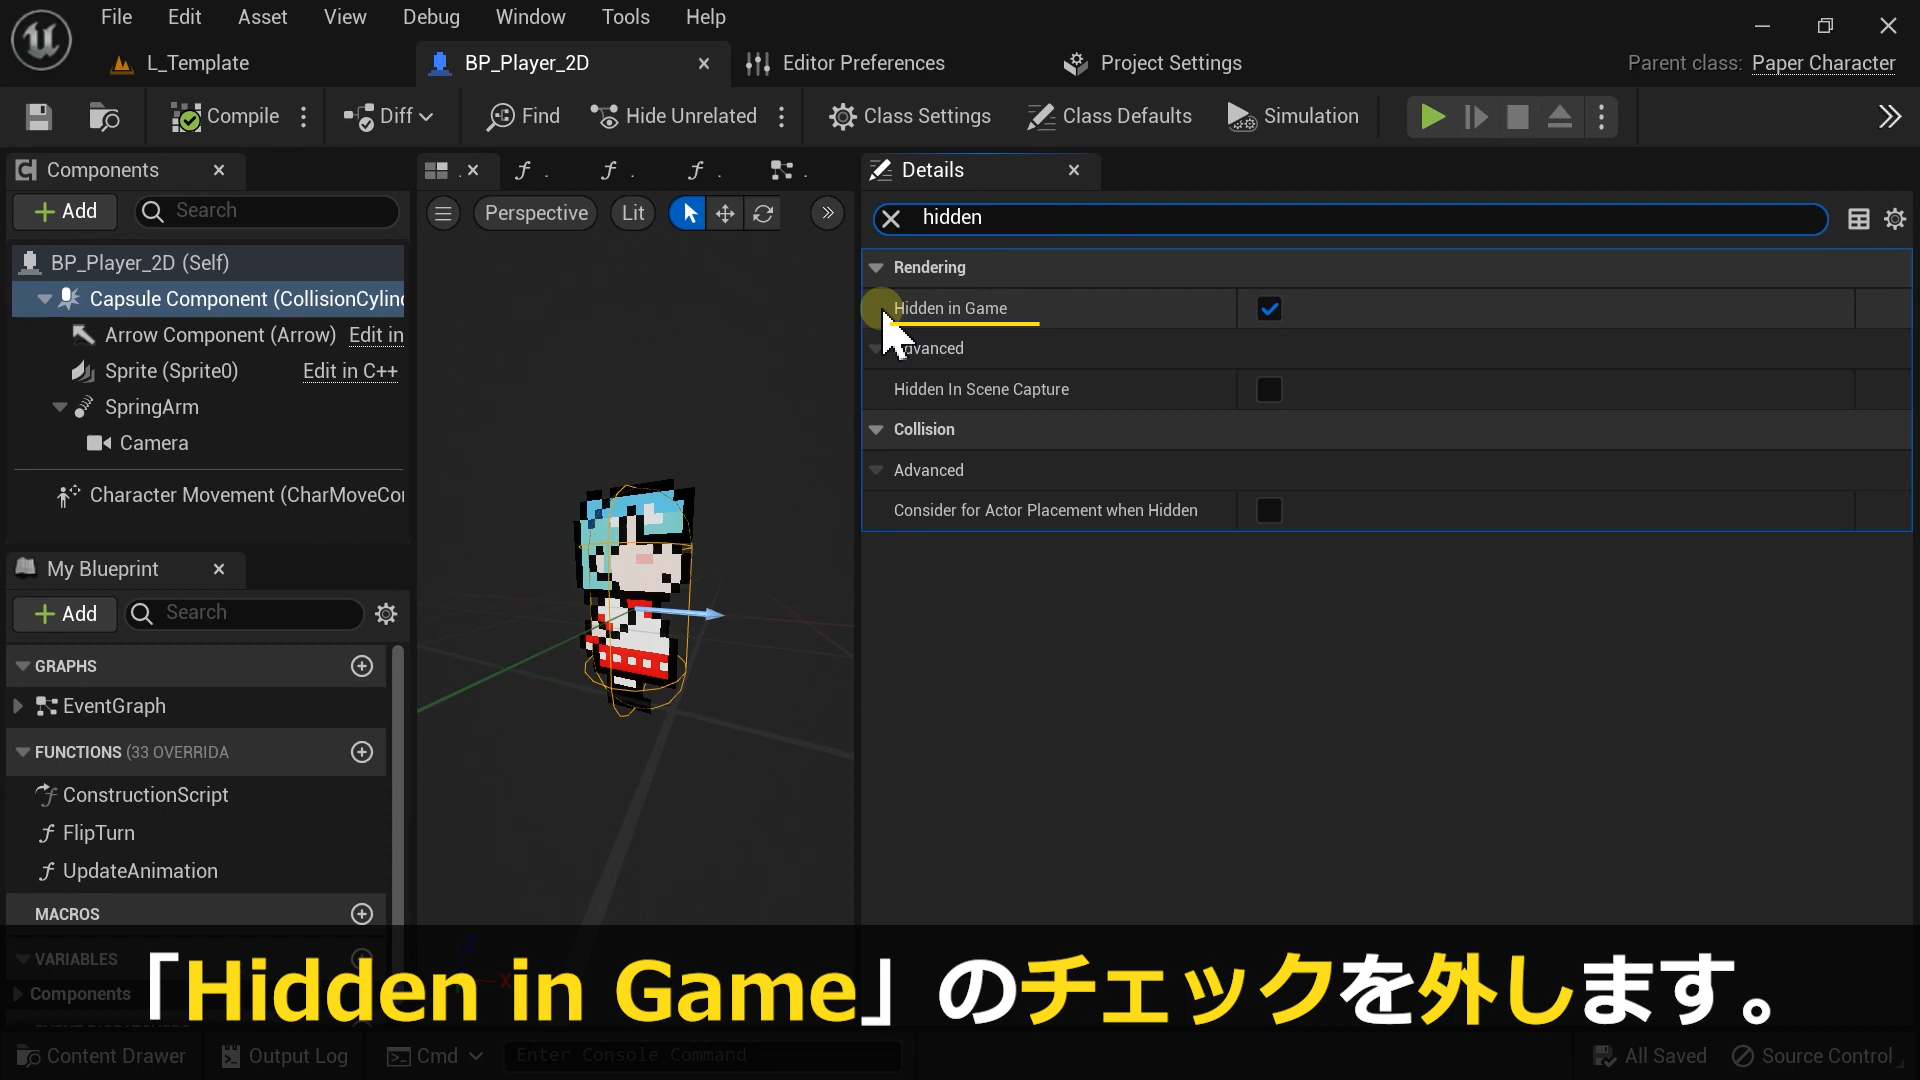 File Edit Asset View Debug Window Tools Help
L_Template BP_Player_2D Editor Preferences Project Settings Parent class: Paper Character
Compile Diff Find Hide Unrelated Class Settings Class Defaults Simulation
Components
Add Search
BP_Player_2D (Self)
Capsule Component (CollisionCylind
Arrow Component (Arrow) Edit in
Sprite (Sprite0) Edit in C++
SpringArm
Camera
Character Movement (CharMoveCor
My Blueprint
Add Search
GRAPHS
EventGraph
FUNCTIONS (33 OVERRIDA
ConstructionScript
FlipTurn
UpdateAnimation
MACROS
VARIABLES
Components
Perspective Lit
Details
hidden
Rendering
Hidden in Game
dvanced
Hidden In Scene Capture
Collision
Advanced
Consider for Actor Placement when Hidden
「Hidden in Game」のチェックを外します。
Content Drawer Output Log Cmd Enter Console Command All Saved Source Control